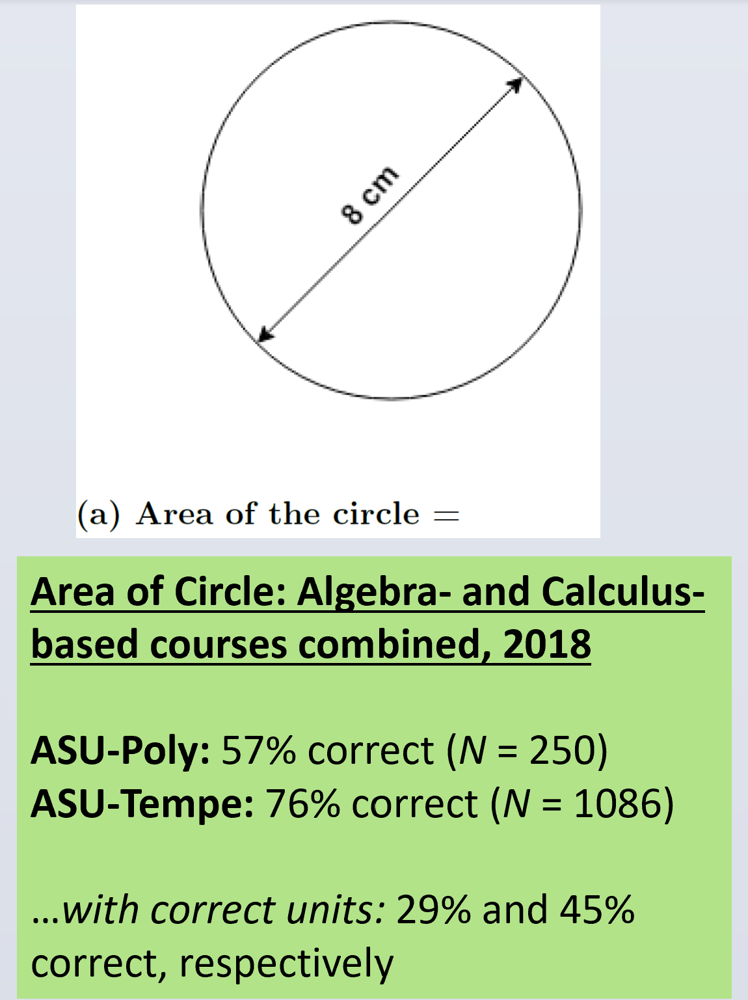 8 cm
(a) Area of the circle =
Area of Circle: Algebra- and Calculus-
based courses combined, 2018
ASU-Poly: 57% correct (N = 250)
ASU-Tempe: 76% correct (N = 1086)
...with correct units: 29% and 45%
correct, respectively